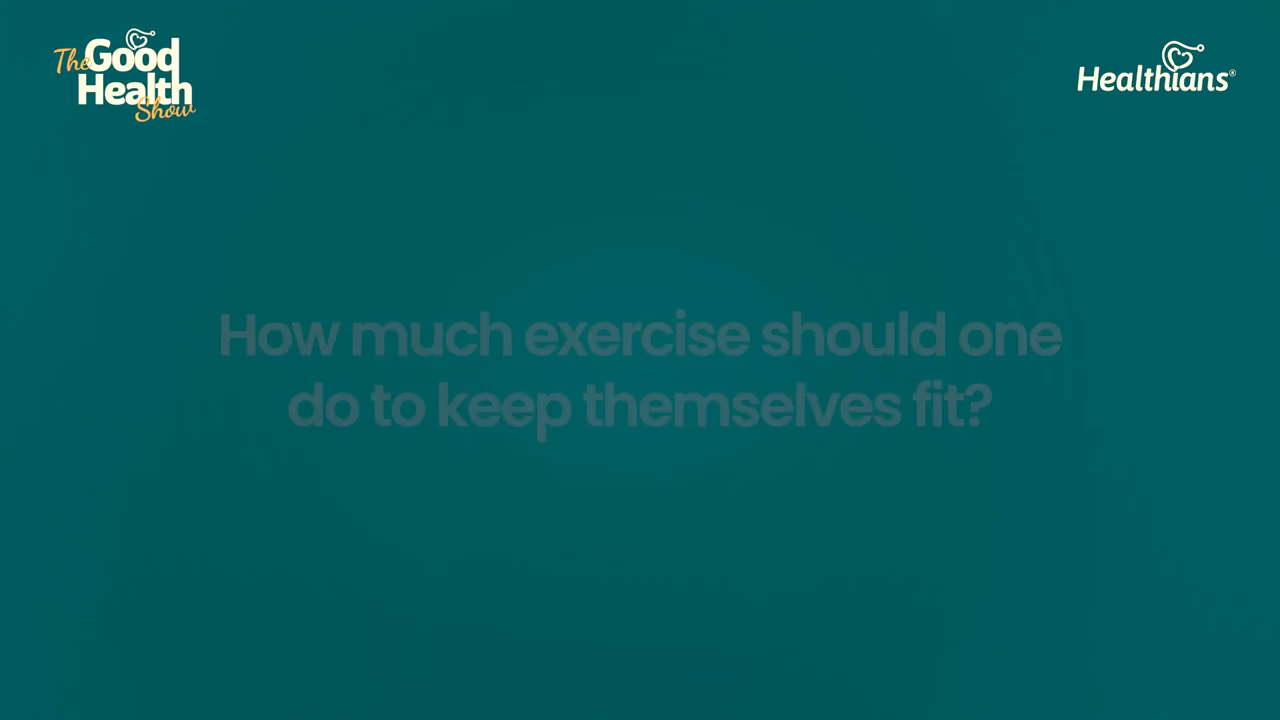 The Good
Health
Show
Healthians®
How much exercise should one
do to keep themselves fit?